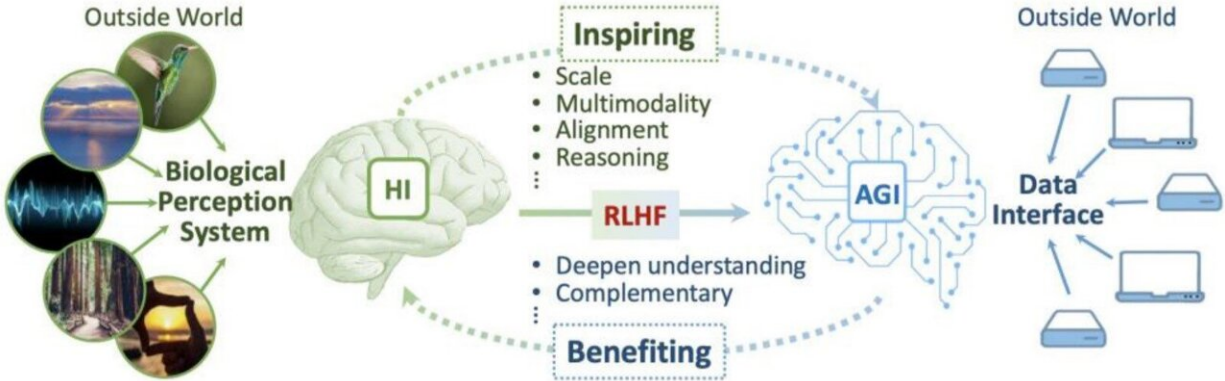 Outside World
Biological
Perception
System
HI
Inspiring
• Scale
• Multimodality
• Alignment
• Reasoning
⋮
RLHF
• Deepen understanding
• Complementary
⋮
Benefiting
AGI
Outside World
Data
Interface